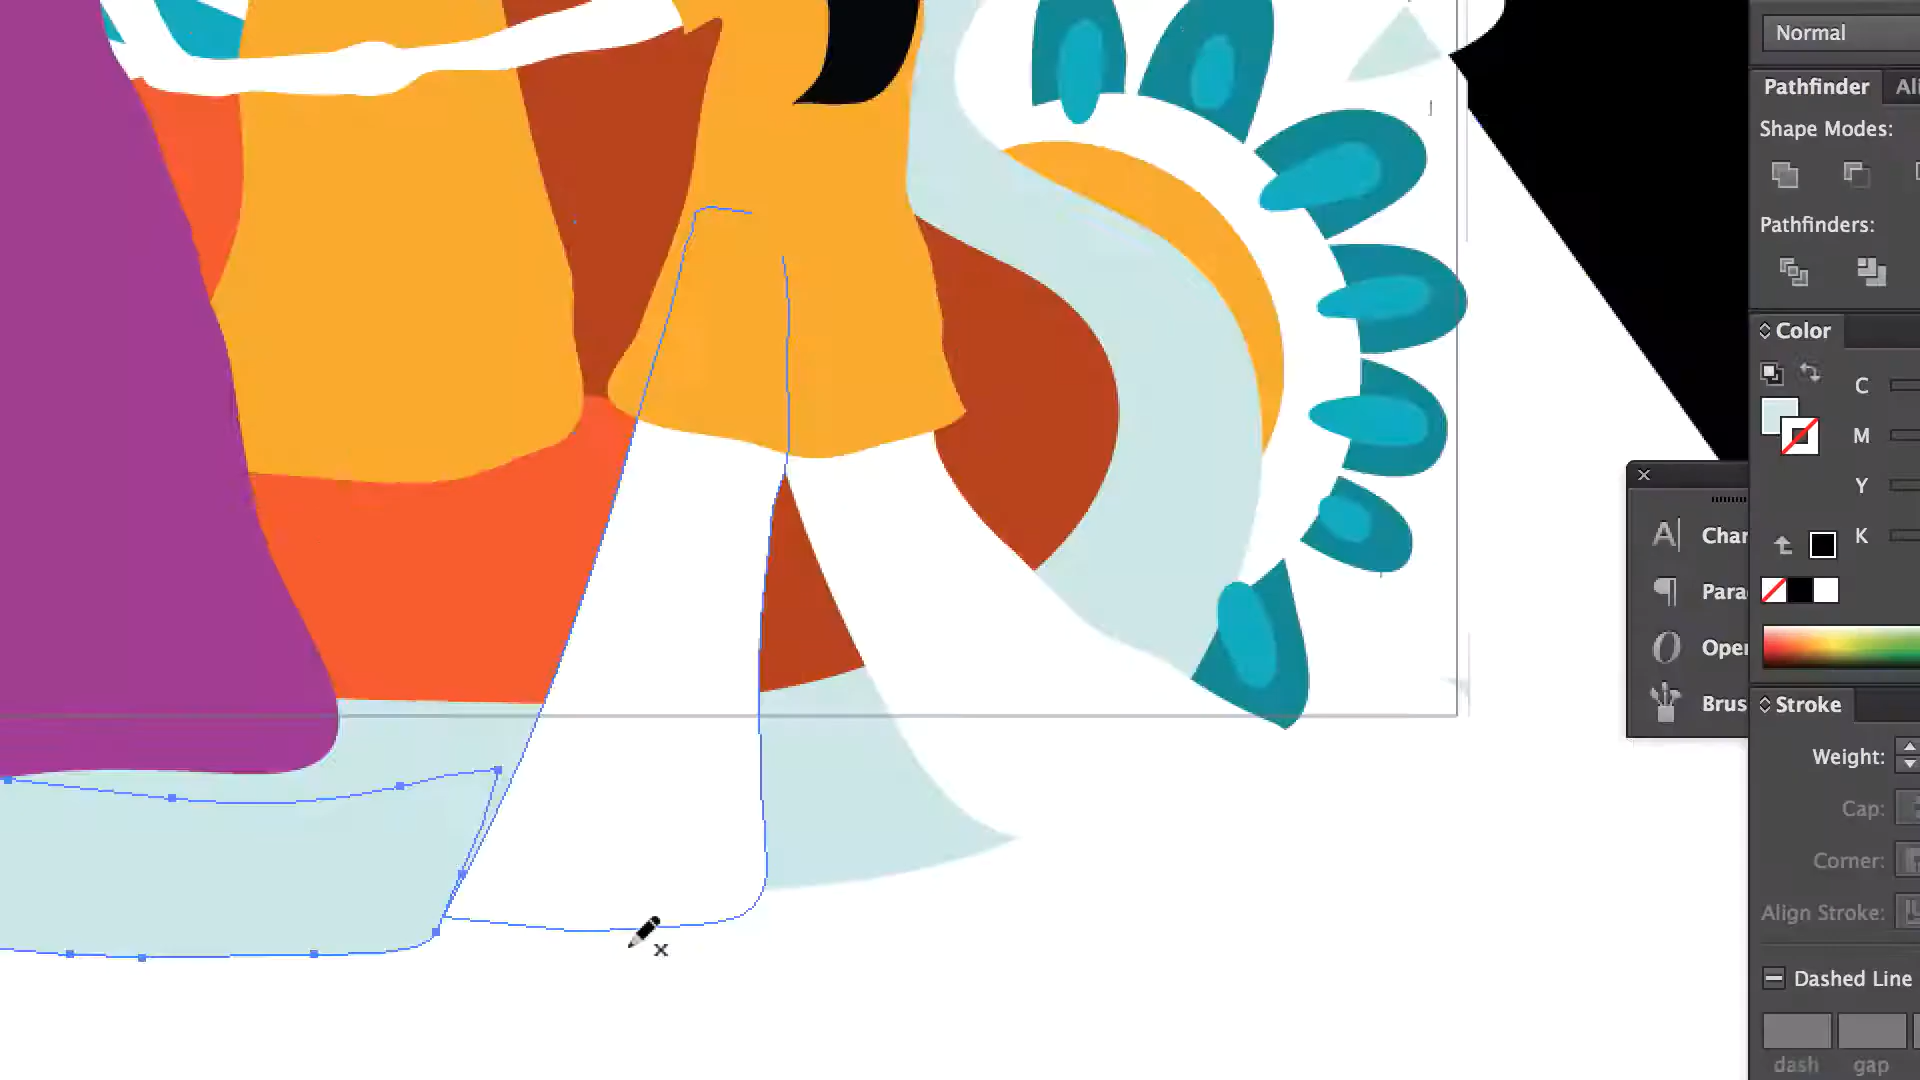 Normal
Pathfinder Ali
Shape Modes:
Pathfinders:
Color
C
M
Y
K
A Char
Para
Oper
Brus
Stroke
Weight:
Cap:
Corner:
Align Stroke:
Dashed Line
dash gap